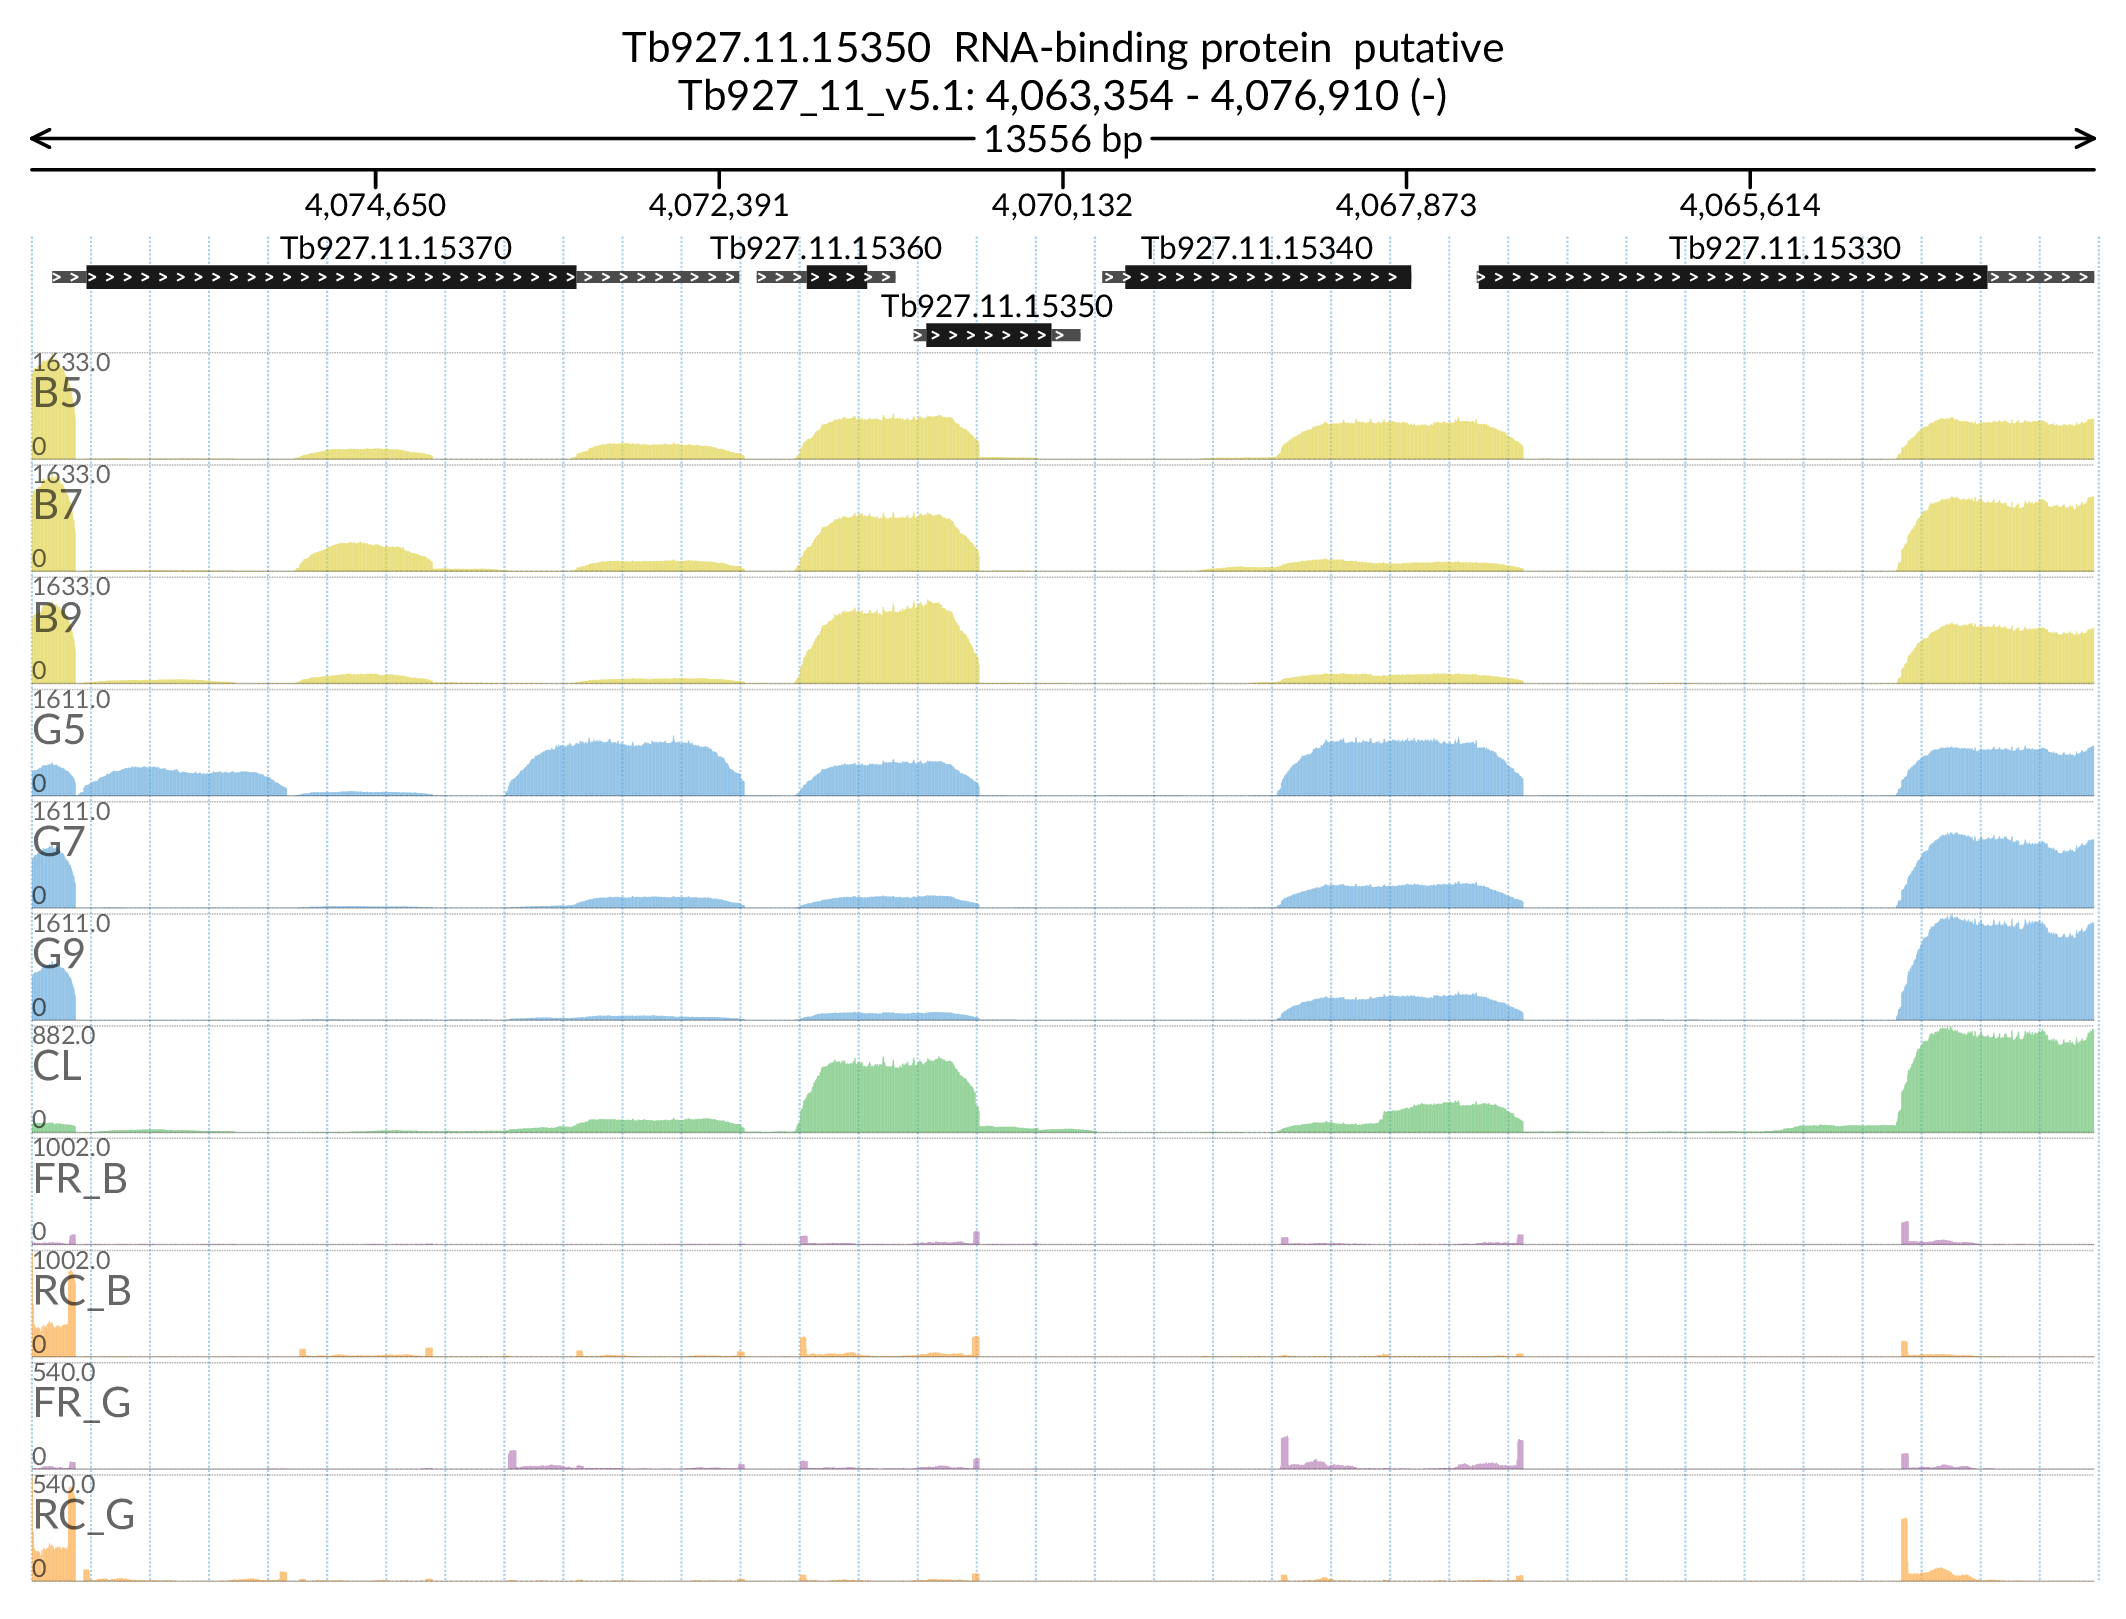 Tb927.11.15350 RNA-binding protein putative
Tb927_11_v5.1: 4,063,354 - 4,076,910 (-)
13556 bp
4,074,650 4,072,391 4,070,132 4,067,873 4,065,614
Tb927.11.15370 Tb927.11.15360 Tb927.11.15340 Tb927.11.15330
Tb927.11.15350
1633.0
B5
0
1633.0
B7
0
1633.0
B9
0
1611.0
G5
0
1611.0
G7
0
1611.0
G9
0
882.0
CL
0
1002.0
FR_B
0
1002.0
RC_B
0
540.0
FR_G
0
540.0
RC_G
0